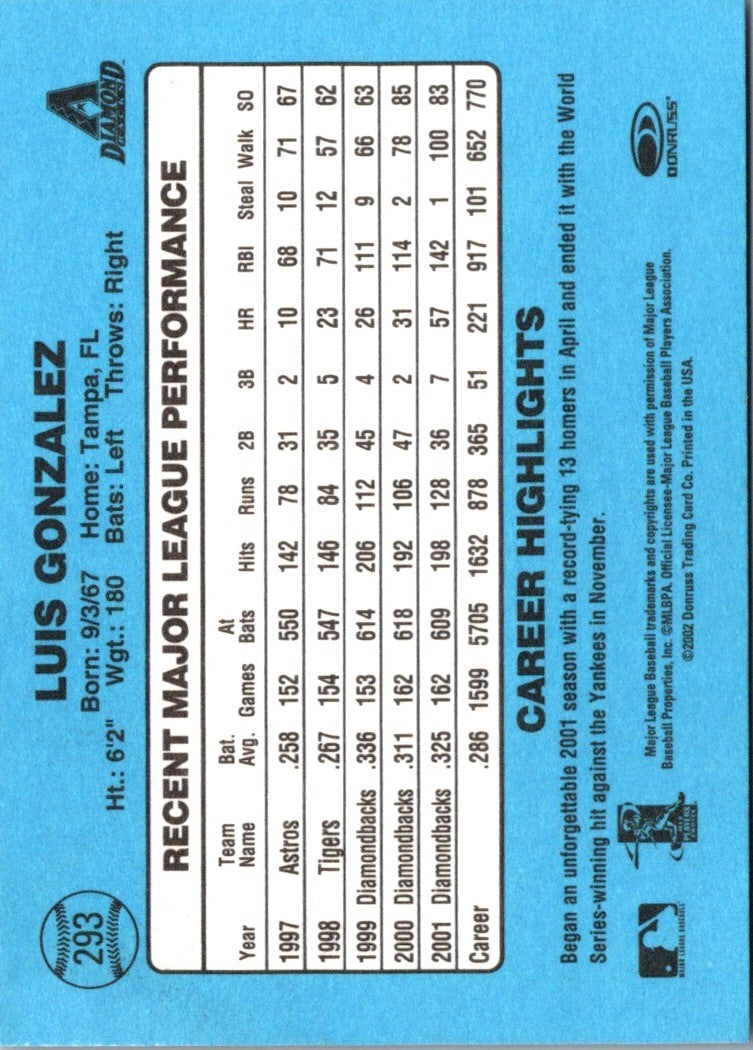 293
LUIS GONZALEZ
Born: 9/3/67 Home: Tampa, FL
Ht.: 6'2" Wgt.: 180 Bats: Left Throws: Right
A
DIAMOND
BACKS
RECENT MAJOR LEAGUE PERFORMANCE
Year Team Name Bat. Avg. Games At Bats Hits Runs 2B 3B HR RBI Steal Walk SO
1997 Astros .258 152 550 142 78 31 2 10 68 10 71 67
1998 Tigers .267 154 547 146 84 35 5 23 71 12 57 62
1999 Diamondbacks .336 153 614 206 112 45 4 26 111 9 66 63
2000 Diamondbacks .311 162 618 192 106 47 2 31 114 2 78 85
2001 Diamondbacks .325 162 609 198 128 36 7 57 142 1 100 83
Career .286 1599 5705 1632 878 365 51 221 917 101 652 770
CAREER HIGHLIGHTS
Began an unforgettable 2001 season with a record-tying 13 homers in April and ended it with the World
Series-winning hit against the Yankees in November.
MAJOR LEAGUE BASEBALL
PLAYERS
CHOICE
Major League Baseball trademarks and copyrights are used with permission of Major League
Baseball Properties, Inc. ©MLBPA, Official Licensee-Major League Baseball Players Association.
©2002 Donruss Trading Card Co. Printed in the USA.
DONRUSS